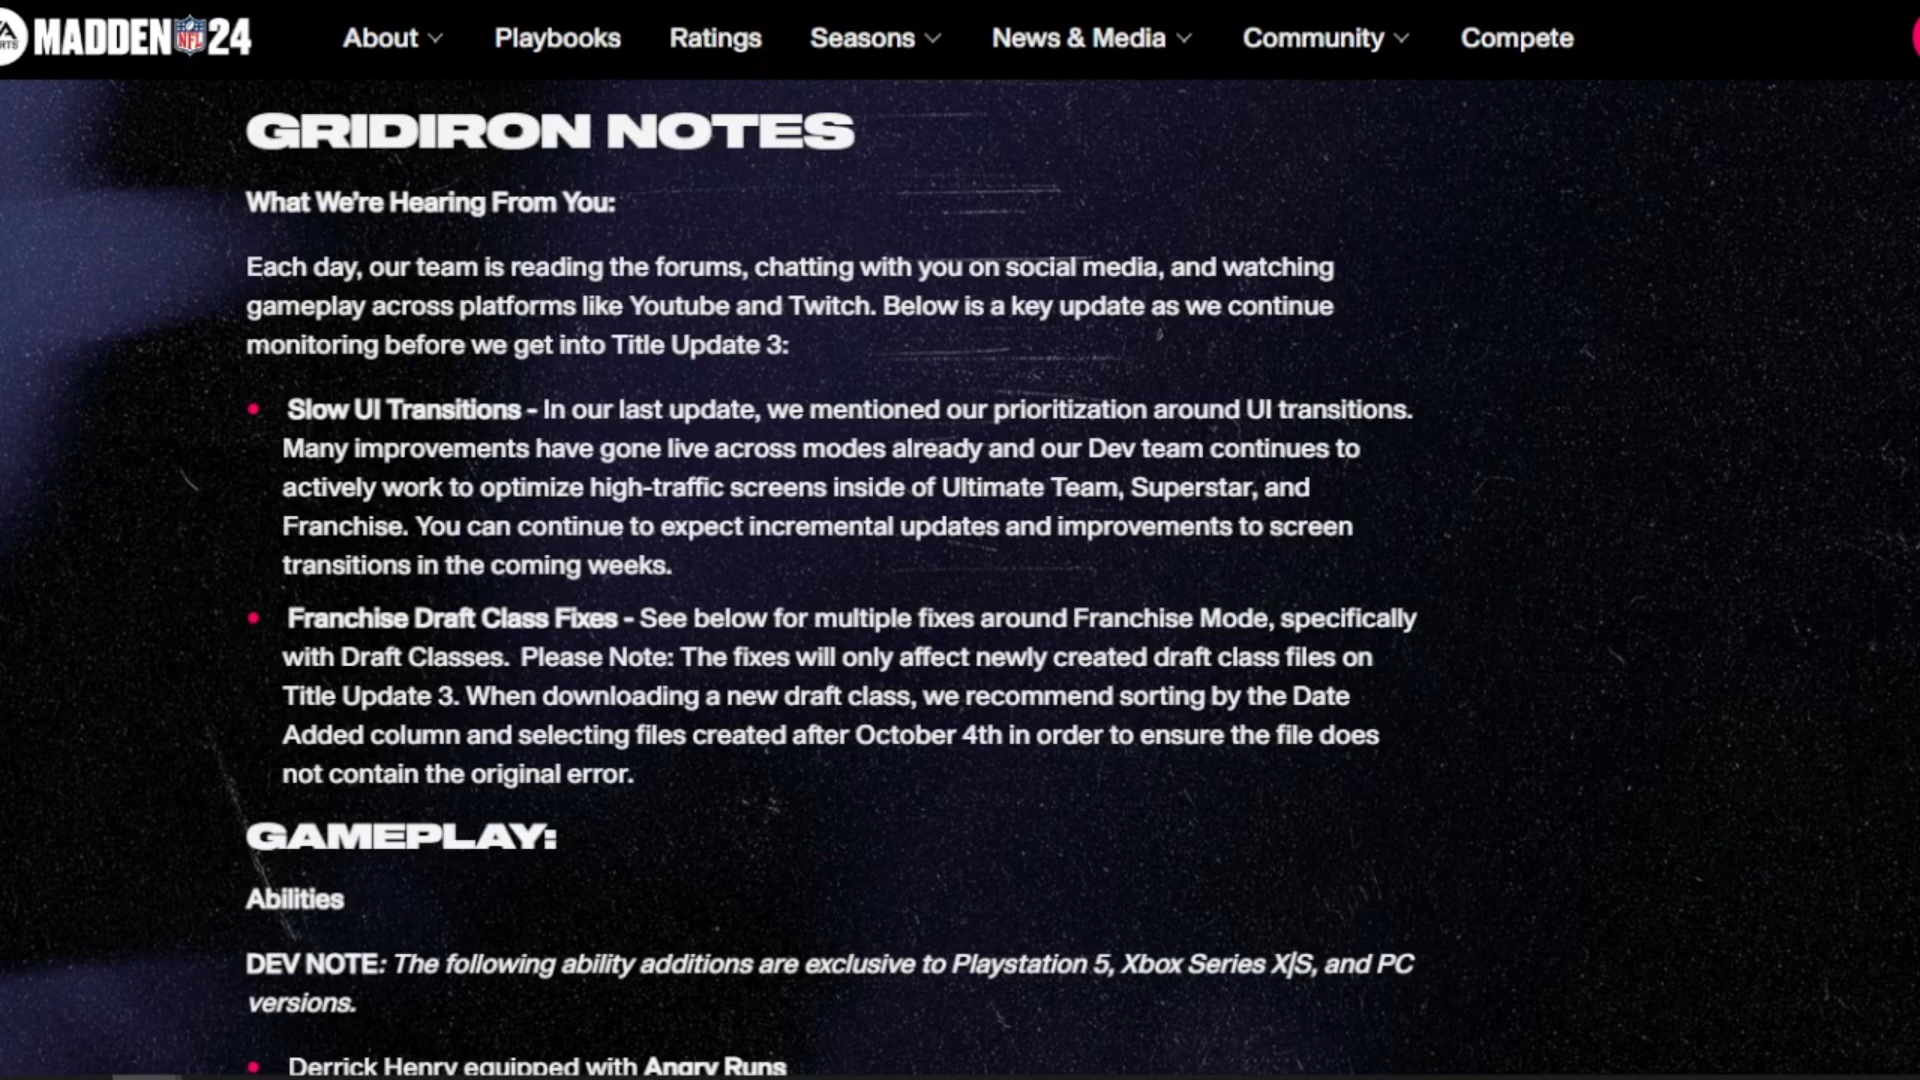 MADDEN NFL 24
About
Playbooks
Ratings
Seasons
News & Media
Community
Compete
GRIDIRON NOTES
What We're Hearing From You:
Each day, our team is reading the forums, chatting with you on social media, and watching
gameplay across platforms like Youtube and Twitch. Below is a key update as we continue
monitoring before we get into Title Update 3:
• Slow UI Transitions - In our last update, we mentioned our prioritization around UI transitions.
Many improvements have gone live across modes already and our Dev team continues to
actively work to optimize high-traffic screens inside of Ultimate Team, Superstar, and
Franchise. You can continue to expect incremental updates and improvements to screen
transitions in the coming weeks.
• Franchise Draft Class Fixes - See below for multiple fixes around Franchise Mode, specifically
with Draft Classes. Please Note: The fixes will only affect newly created draft class files on
Title Update 3. When downloading a new draft class, we recommend sorting by the Date
Added column and selecting files created after October 4th in order to ensure the file does
not contain the original error.
GAMEPLAY:
Abilities
DEV NOTE: The following ability additions are exclusive to Playstation 5, Xbox Series X|S, and PC
versions.
• Derrick Henry equipped with Angry Runs